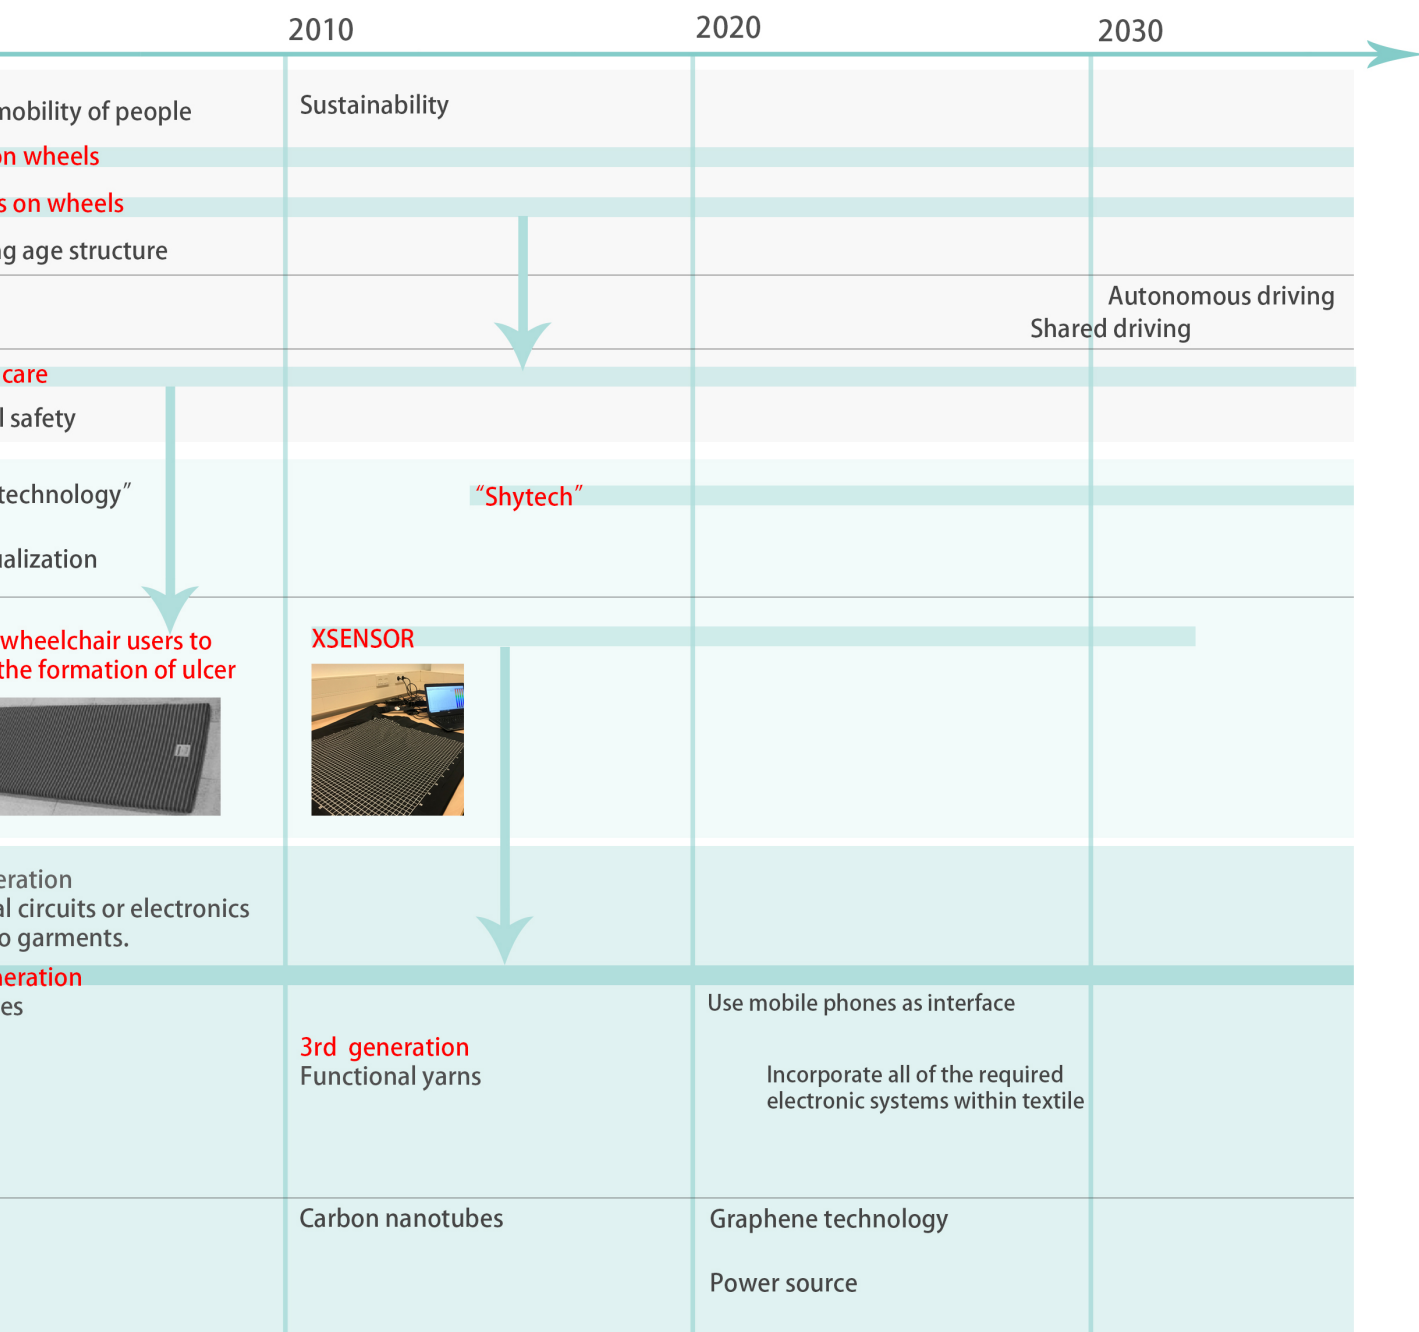 2010
2020
2030
mobility of people
Sustainability
on wheels
s on wheels
g age structure
Autonomous driving
Shared driving
care
l safety
technology”
“Shytech”
ualization
wheelchair users to
the formation of ulcer
XSENSOR
eration
al circuits or electronics
o garments.
neration
es
Use mobile phones as interface
3rd generation
Functional yarns
Incorporate all of the required
electronic systems within textile
Carbon nanotubes
Graphene technology
Power source